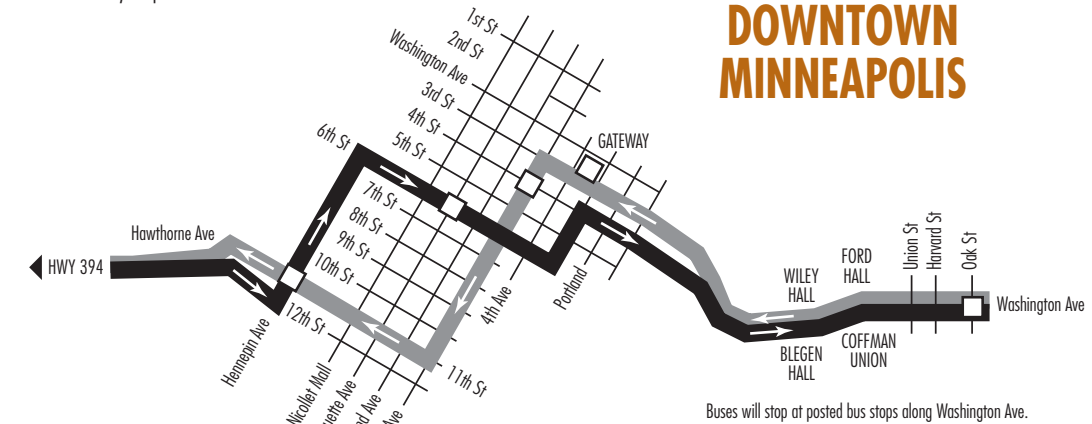 DOWNTOWN
MINNEAPOLIS
1st St
2nd St
Washington Ave
3rd St
4th St
5th St
6th St
GATEWAY
7th St
8th St
9th St
10th St
12th St
11th St
Hawthorne Ave
HWY 394
Hennepin Ave
Nicollet Mall
Ave
Ave
Ave
4th Ave
Portland
WILEY
HALL
FORD
HALL
Union St
Harvard St
Oak St
Washington Ave
BLEGEN
HALL
COFFMAN
UNION
Buses will stop at posted bus stops along Washington Ave.